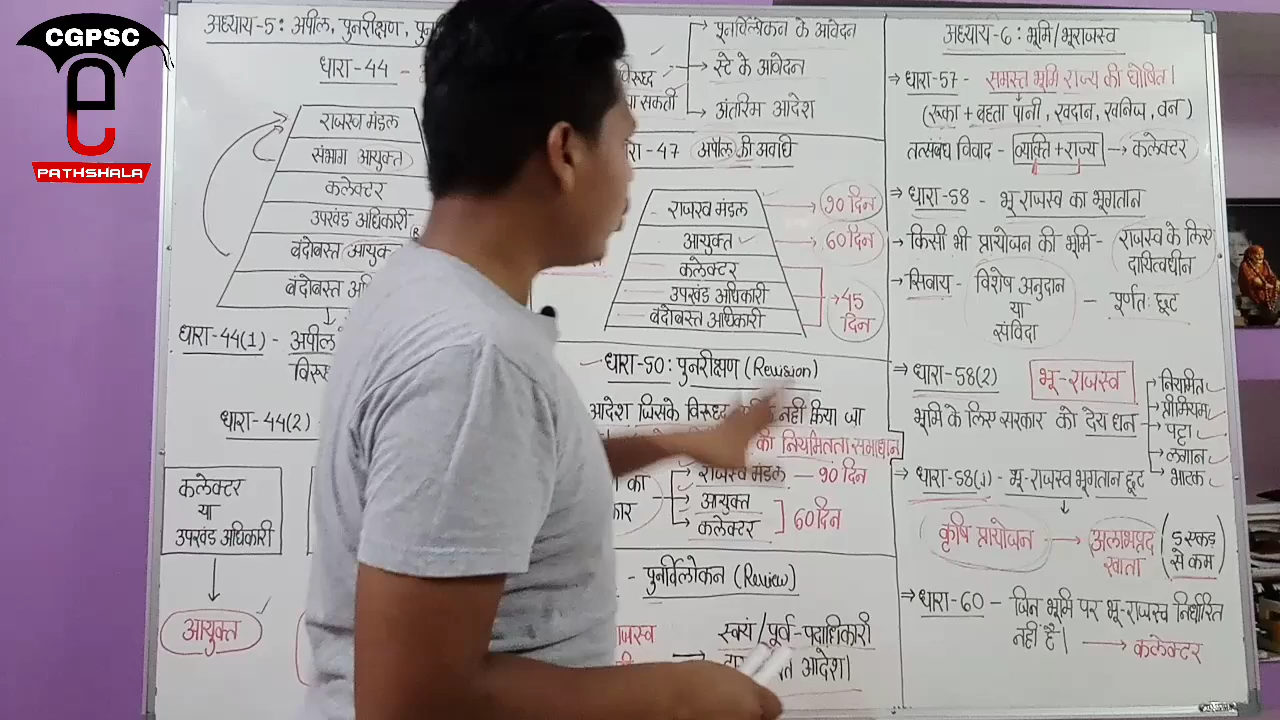 CGPSC
e
PATHSHALA
अध्याय-5 : अपील, पुनरीक्षण,
धारा-44 -
राजस्व मंडल
संभाग आयुक्त
कलेक्टर
उपखंड अधिकारी
बंदोबस्त आयुक्त
बंदोबस्त
धारा-44(1) - अपील
धारा-44(2) -
कलेक्टर
या
उपखंड अधिकारी
आयुक्त
विरुद्ध
जा सकती
पुनर्विलोकन के आवेदन
स्टे के आवेदन
अंतरिम आदेश
47 अपील की अवधि
राजस्व मंडल → 90 दिन
आयुक्त → 60 दिन
कलेक्टर
उपखंड अधिकारी
बंदोबस्त अधिकारी
→ 45 दिन
धारा-50 : पुनरीक्षण (Revision)
आदेश जिसके विरुद्ध नहीं किया जा
की नियमितता समाधान
का
राजस्व मंडल — 90 दिन
आयुक्त
कलेक्टर
] 60 दिन
- पुनर्विलोकन (Review)
स्वयं / पूर्व-पदाधिकारी
आदेश।
अध्याय-6 : भूमि/भूराजस्व
⇒ धारा-57 - समस्त भूमि राज्य की घोषित।
(रूका + बहता पानी, खदान, खनिज, वन)
तत्संबंध विवाद - व्यक्ति + राज्य → कलेक्टर
⇒ धारा-58 - भू राजस्व का भूगतान
→ किसी भी प्रायोजन की भूमि - राजस्व के लिए
दायित्वधीन
→ सिवाय - विशेष अनुदान
या
संविदा
- पूर्णतः छूट
⇒ धारा-58(2) भू-राजस्व
भूमि के लिए सरकार को देय धन
नियमित
प्रीमियम
पट्टा
लगान
भाटक
⇒ धारा-58(1) - भू-राजस्व भूगतान छूट
↓
कृषि प्रायोजन → अलाभप्रद
खाता
(5 एकड़
से कम)
⇒ धारा-60 - जिन भूमि पर भू-राजस्व निर्धारित
नहीं है। → कलेक्टर